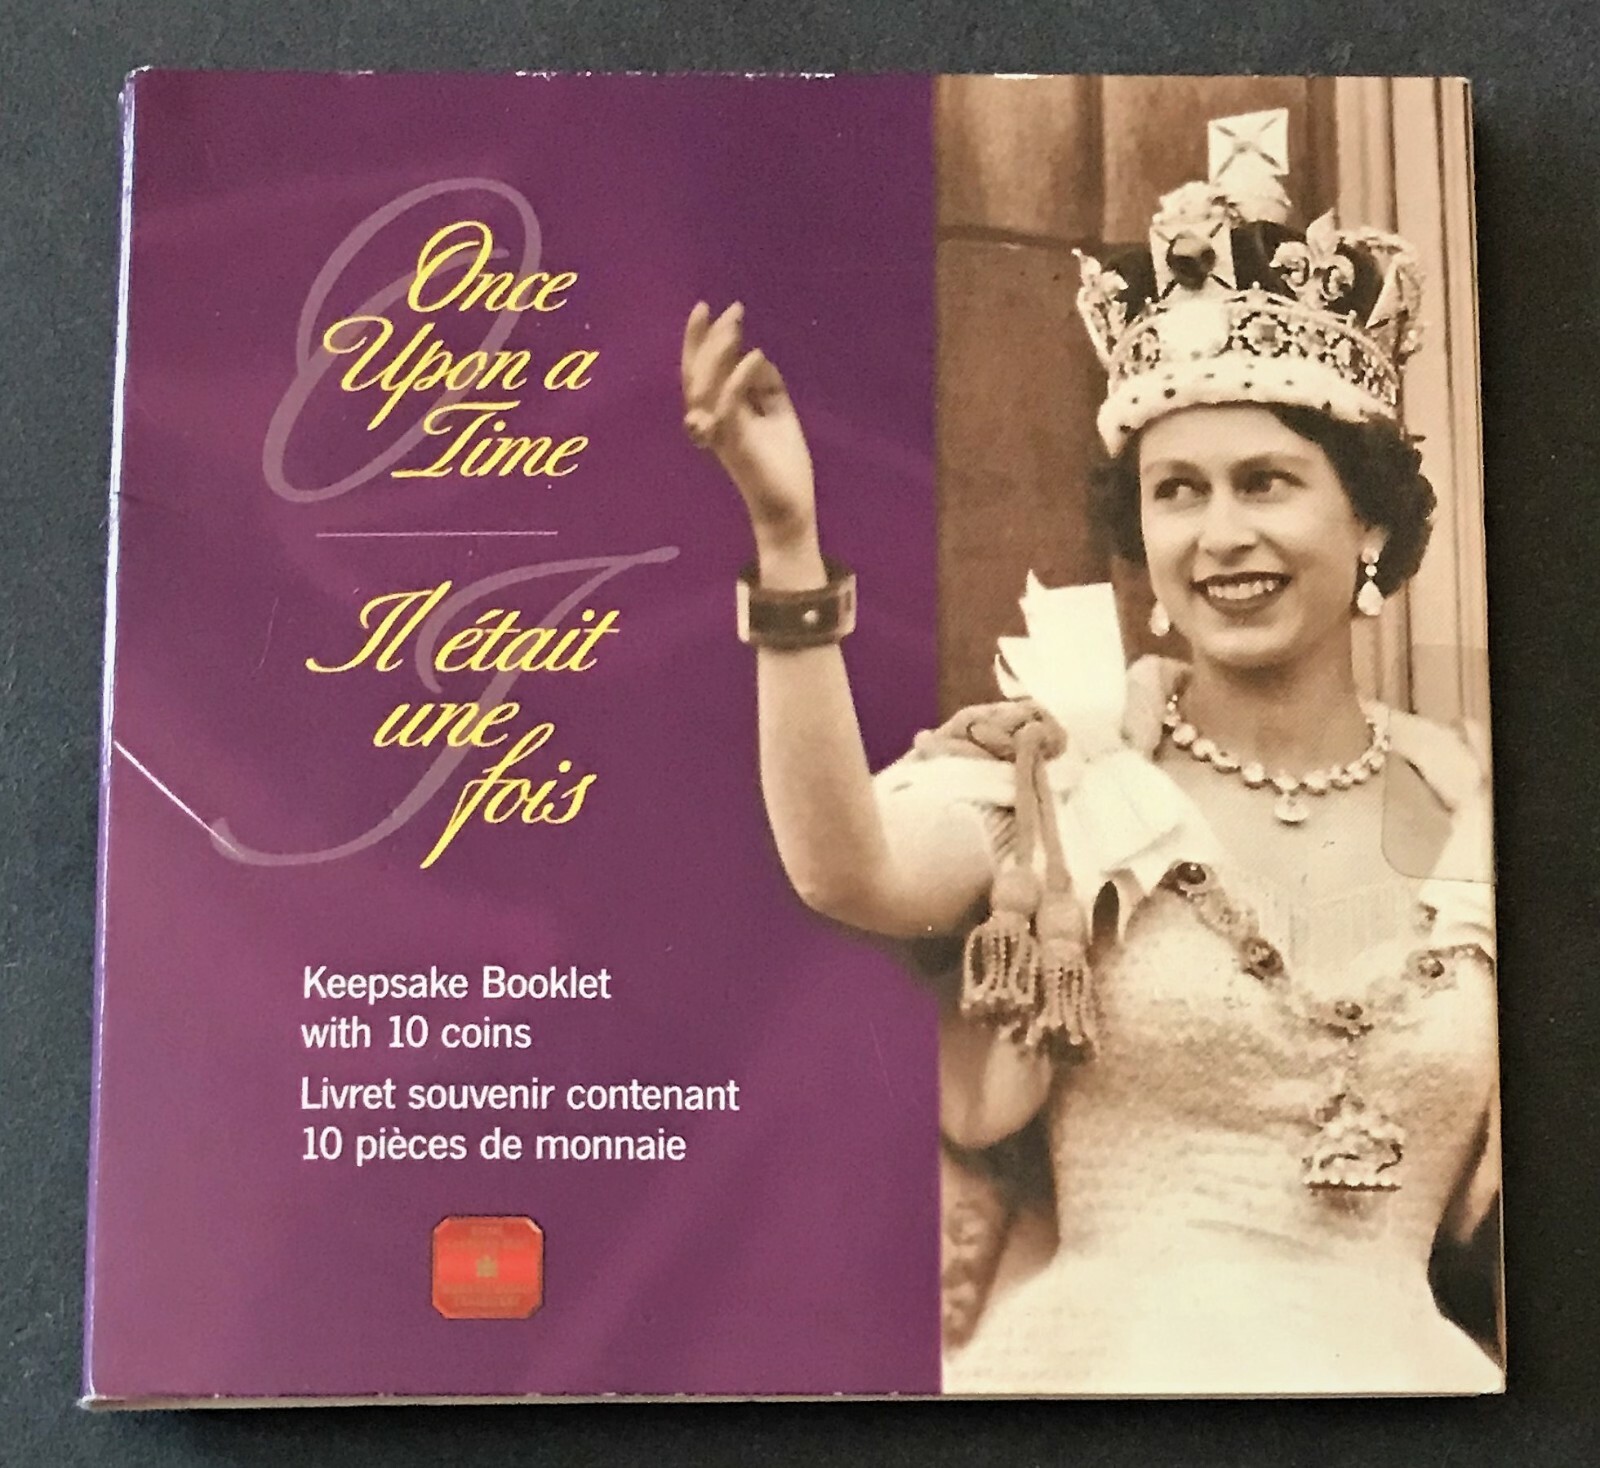 Once
Upon a
Time
Il était
une
fois
Keepsake Booklet
with 10 coins
Livret souvenir contenant
10 pièces de monnaie